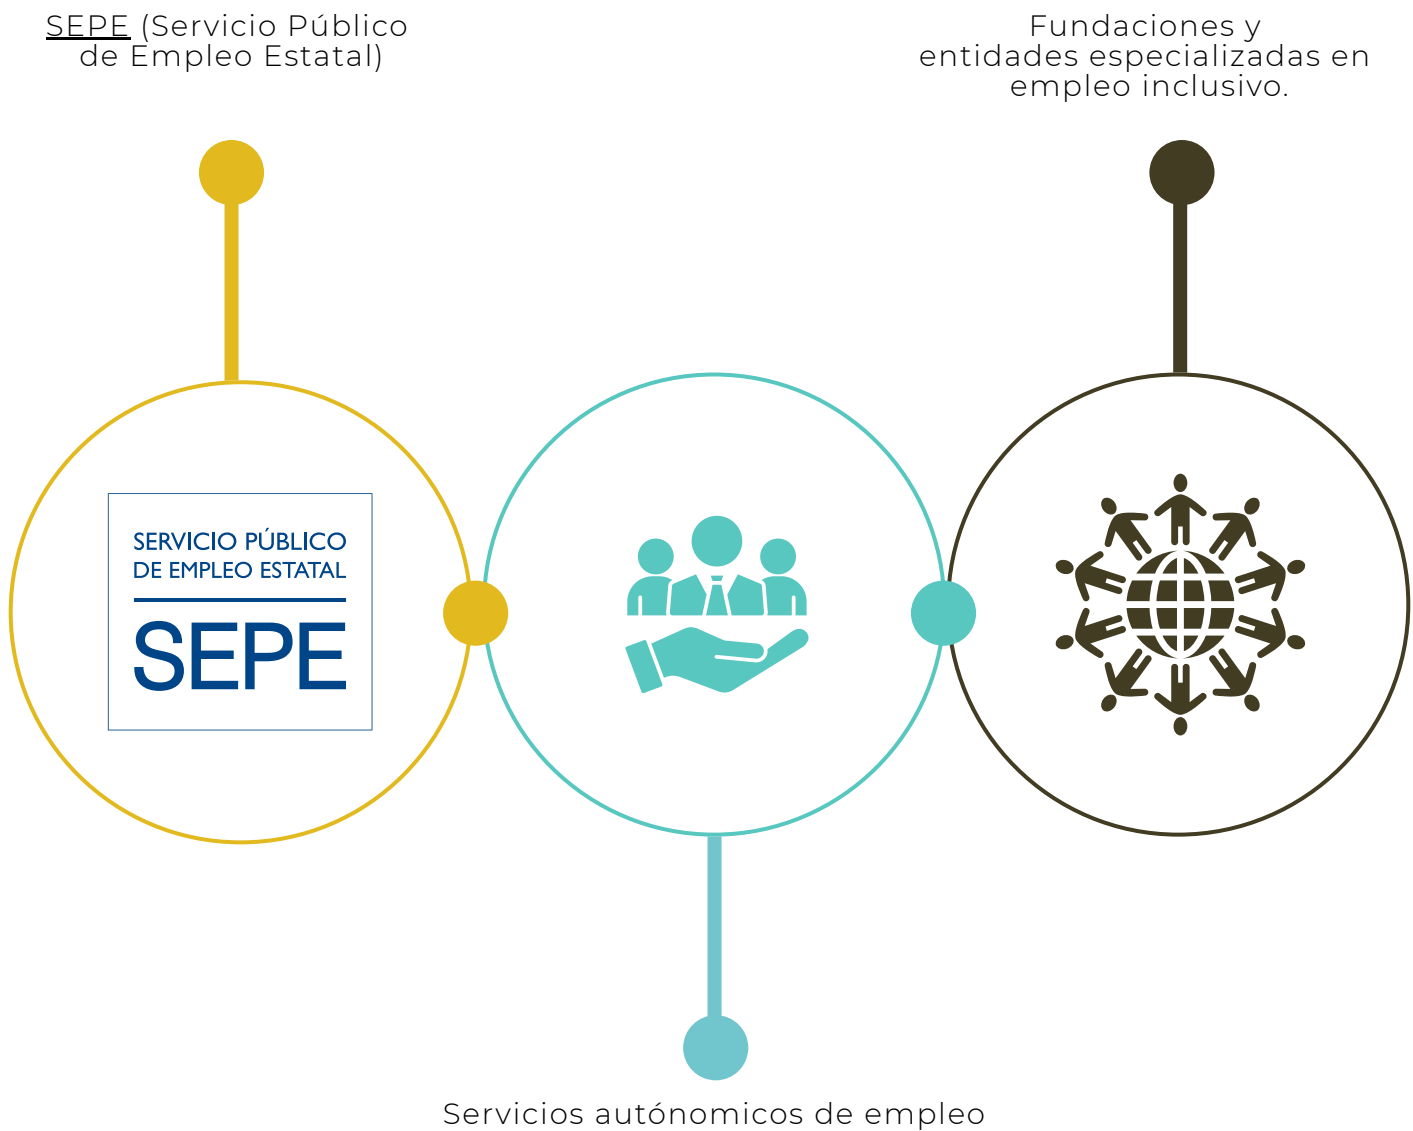 SEPE (Servicio Público
de Empleo Estatal)
Fundaciones y
entidades especializadas en
empleo inclusivo.
SERVICIO PÚBLICO
DE EMPLEO ESTATAL
SEPE
Servicios autónomicos de empleo